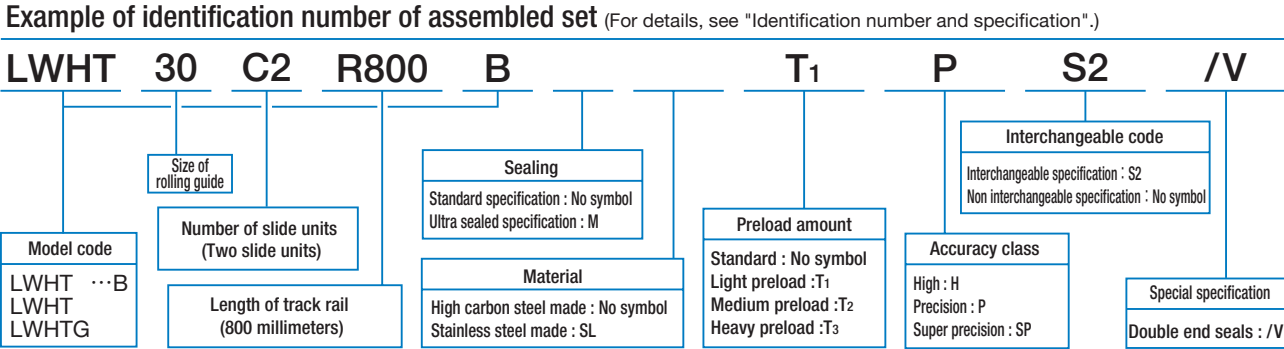 Example of identification number of assembled set (For details, see "Identification number and specification".)
LWHT 30 C2 R800 B T1 P S2 /V
Size of
rolling guide
Number of slide units
(Two slide units)
Length of track rail
(800 millimeters)
Model code
LWHT …B
LWHT
LWHTG
Sealing
Standard specification : No symbol
Ultra sealed specification : M
Material
High carbon steel made : No symbol
Stainless steel made : SL
Preload amount
Standard : No symbol
Light preload :T1
Medium preload :T2
Heavy preload :T3
Interchangeable code
Interchangeable specification : S2
Non interchangeable specification : No symbol
Accuracy class
High : H
Precision : P
Super precision : SP
Special specification
Double end seals : /V